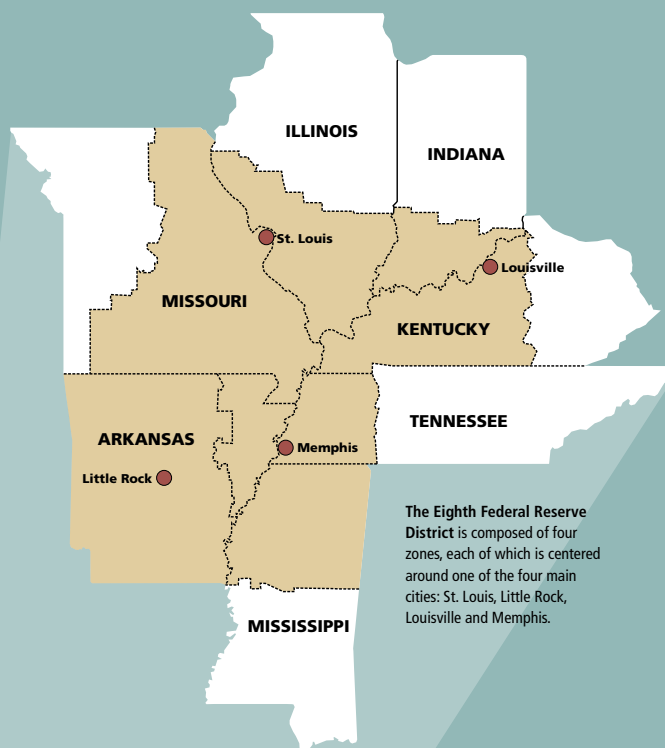 ILLINOIS
INDIANA
St. Louis
Louisville
MISSOURI
KENTUCKY
TENNESSEE
ARKANSAS
Memphis
Little Rock
The Eighth Federal Reserve
District is composed of four
zones, each of which is centered
around one of the four main
cities: St. Louis, Little Rock,
Louisville and Memphis.
MISSISSIPPI